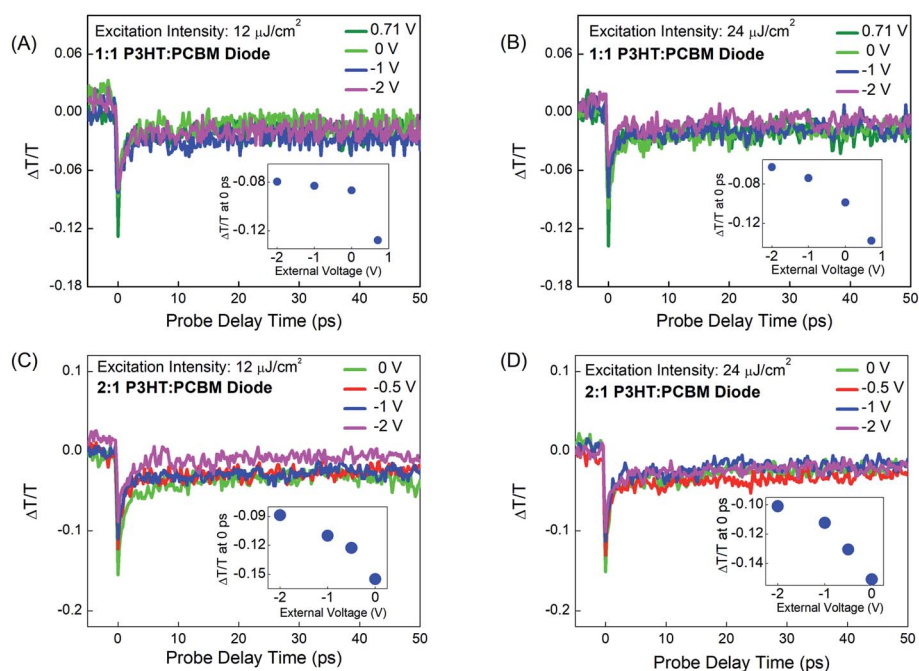 (A)
Excitation Intensity: 12 μJ/cm²
1:1 P3HT:PCBM Diode
0.71 V
0 V
-1 V
-2 V
0.06
0.00
-0.06
-0.12
-0.18
ΔT/T
0 10 20 30 40 50
Probe Delay Time (ps)
ΔT/T at 0 ps
-0.08
-0.12
-2 -1 0 1
External Voltage (V)
(B)
Excitation Intensity: 24 μJ/cm²
1:1 P3HT:PCBM Diode
0.71 V
0 V
-1 V
-2 V
0.06
0.00
-0.06
-0.12
-0.18
ΔT/T
0 10 20 30 40 50
Probe Delay Time (ps)
ΔT/T at 0 ps
-0.08
-0.12
-2 -1 0 1
External Voltage (V)
(C)
Excitation Intensity: 12 μJ/cm²
2:1 P3HT:PCBM Diode
0 V
-0.5 V
-1 V
-2 V
0.1
0.0
-0.1
-0.2
ΔT/T
0 10 20 30 40 50
Probe Delay Time (ps)
ΔT/T at 0 ps
-0.09
-0.12
-0.15
-2 -1 0
External Voltage (V)
(D)
Excitation Intensity: 24 μJ/cm²
2:1 P3HT:PCBM Diode
0 V
-0.5 V
-1 V
-2 V
0.1
0.0
-0.1
-0.2
ΔT/T
0 10 20 30 40 50
Probe Delay Time (ps)
ΔT/T at 0 ps
-0.10
-0.12
-0.14
-2 -1 0
External Voltage (V)